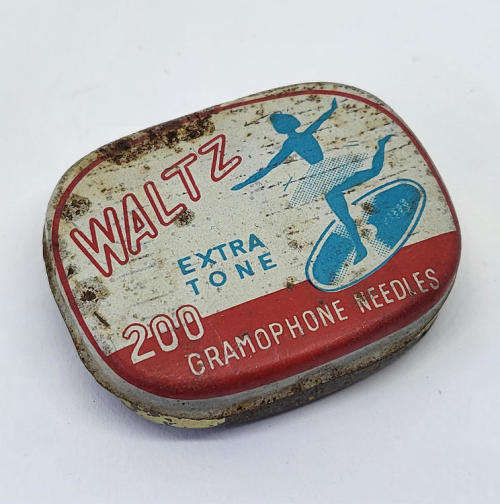 WALTZ
EXTRA
TONE
200
GRAMOPHONE NEEDLES